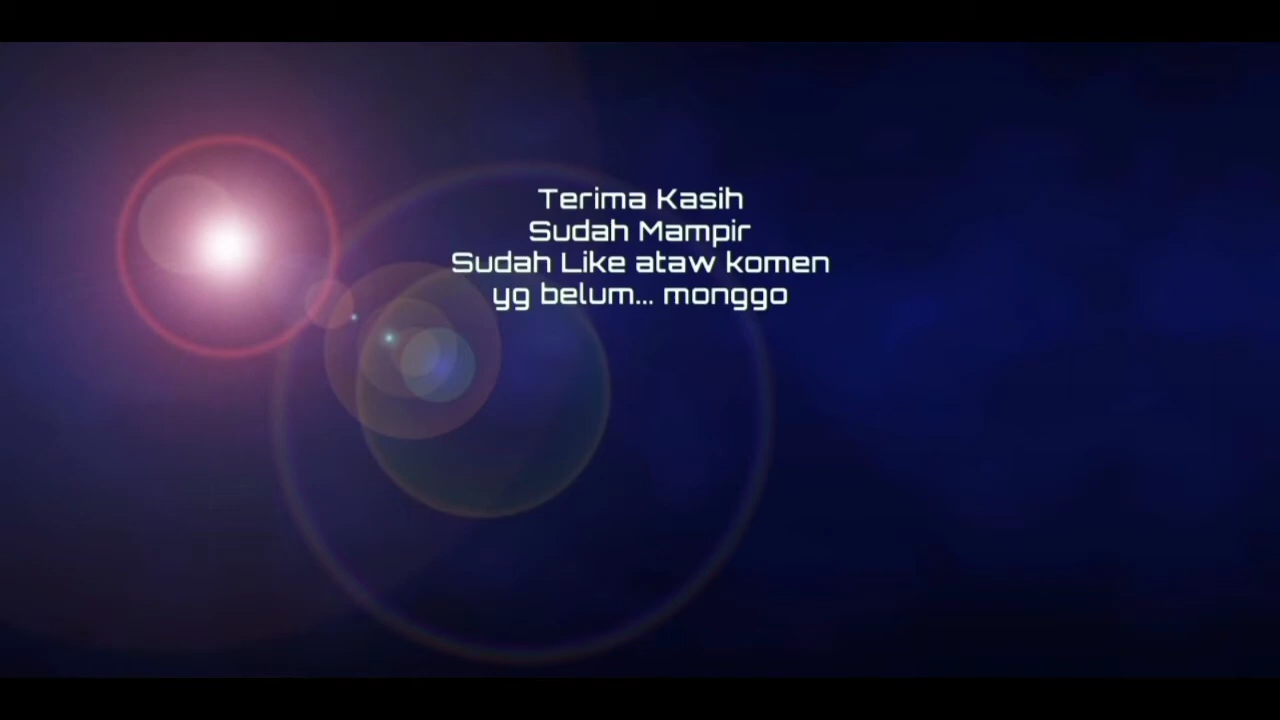 Terima Kasih
Sudah Mampir
Sudah Like ataw komen
yg belum... monggo